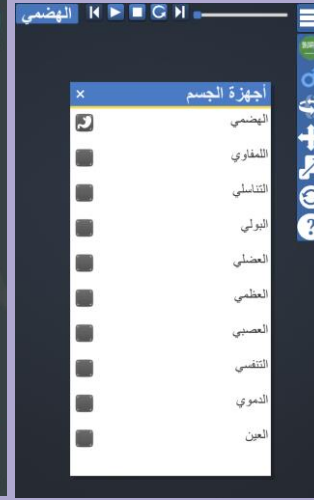 الهضمي
أجهزة الجسم
الهضمي
اللمفاوي
التناسلي
البولي
العضلي
العظمي
العصبي
التنفسي
الدموي
العين